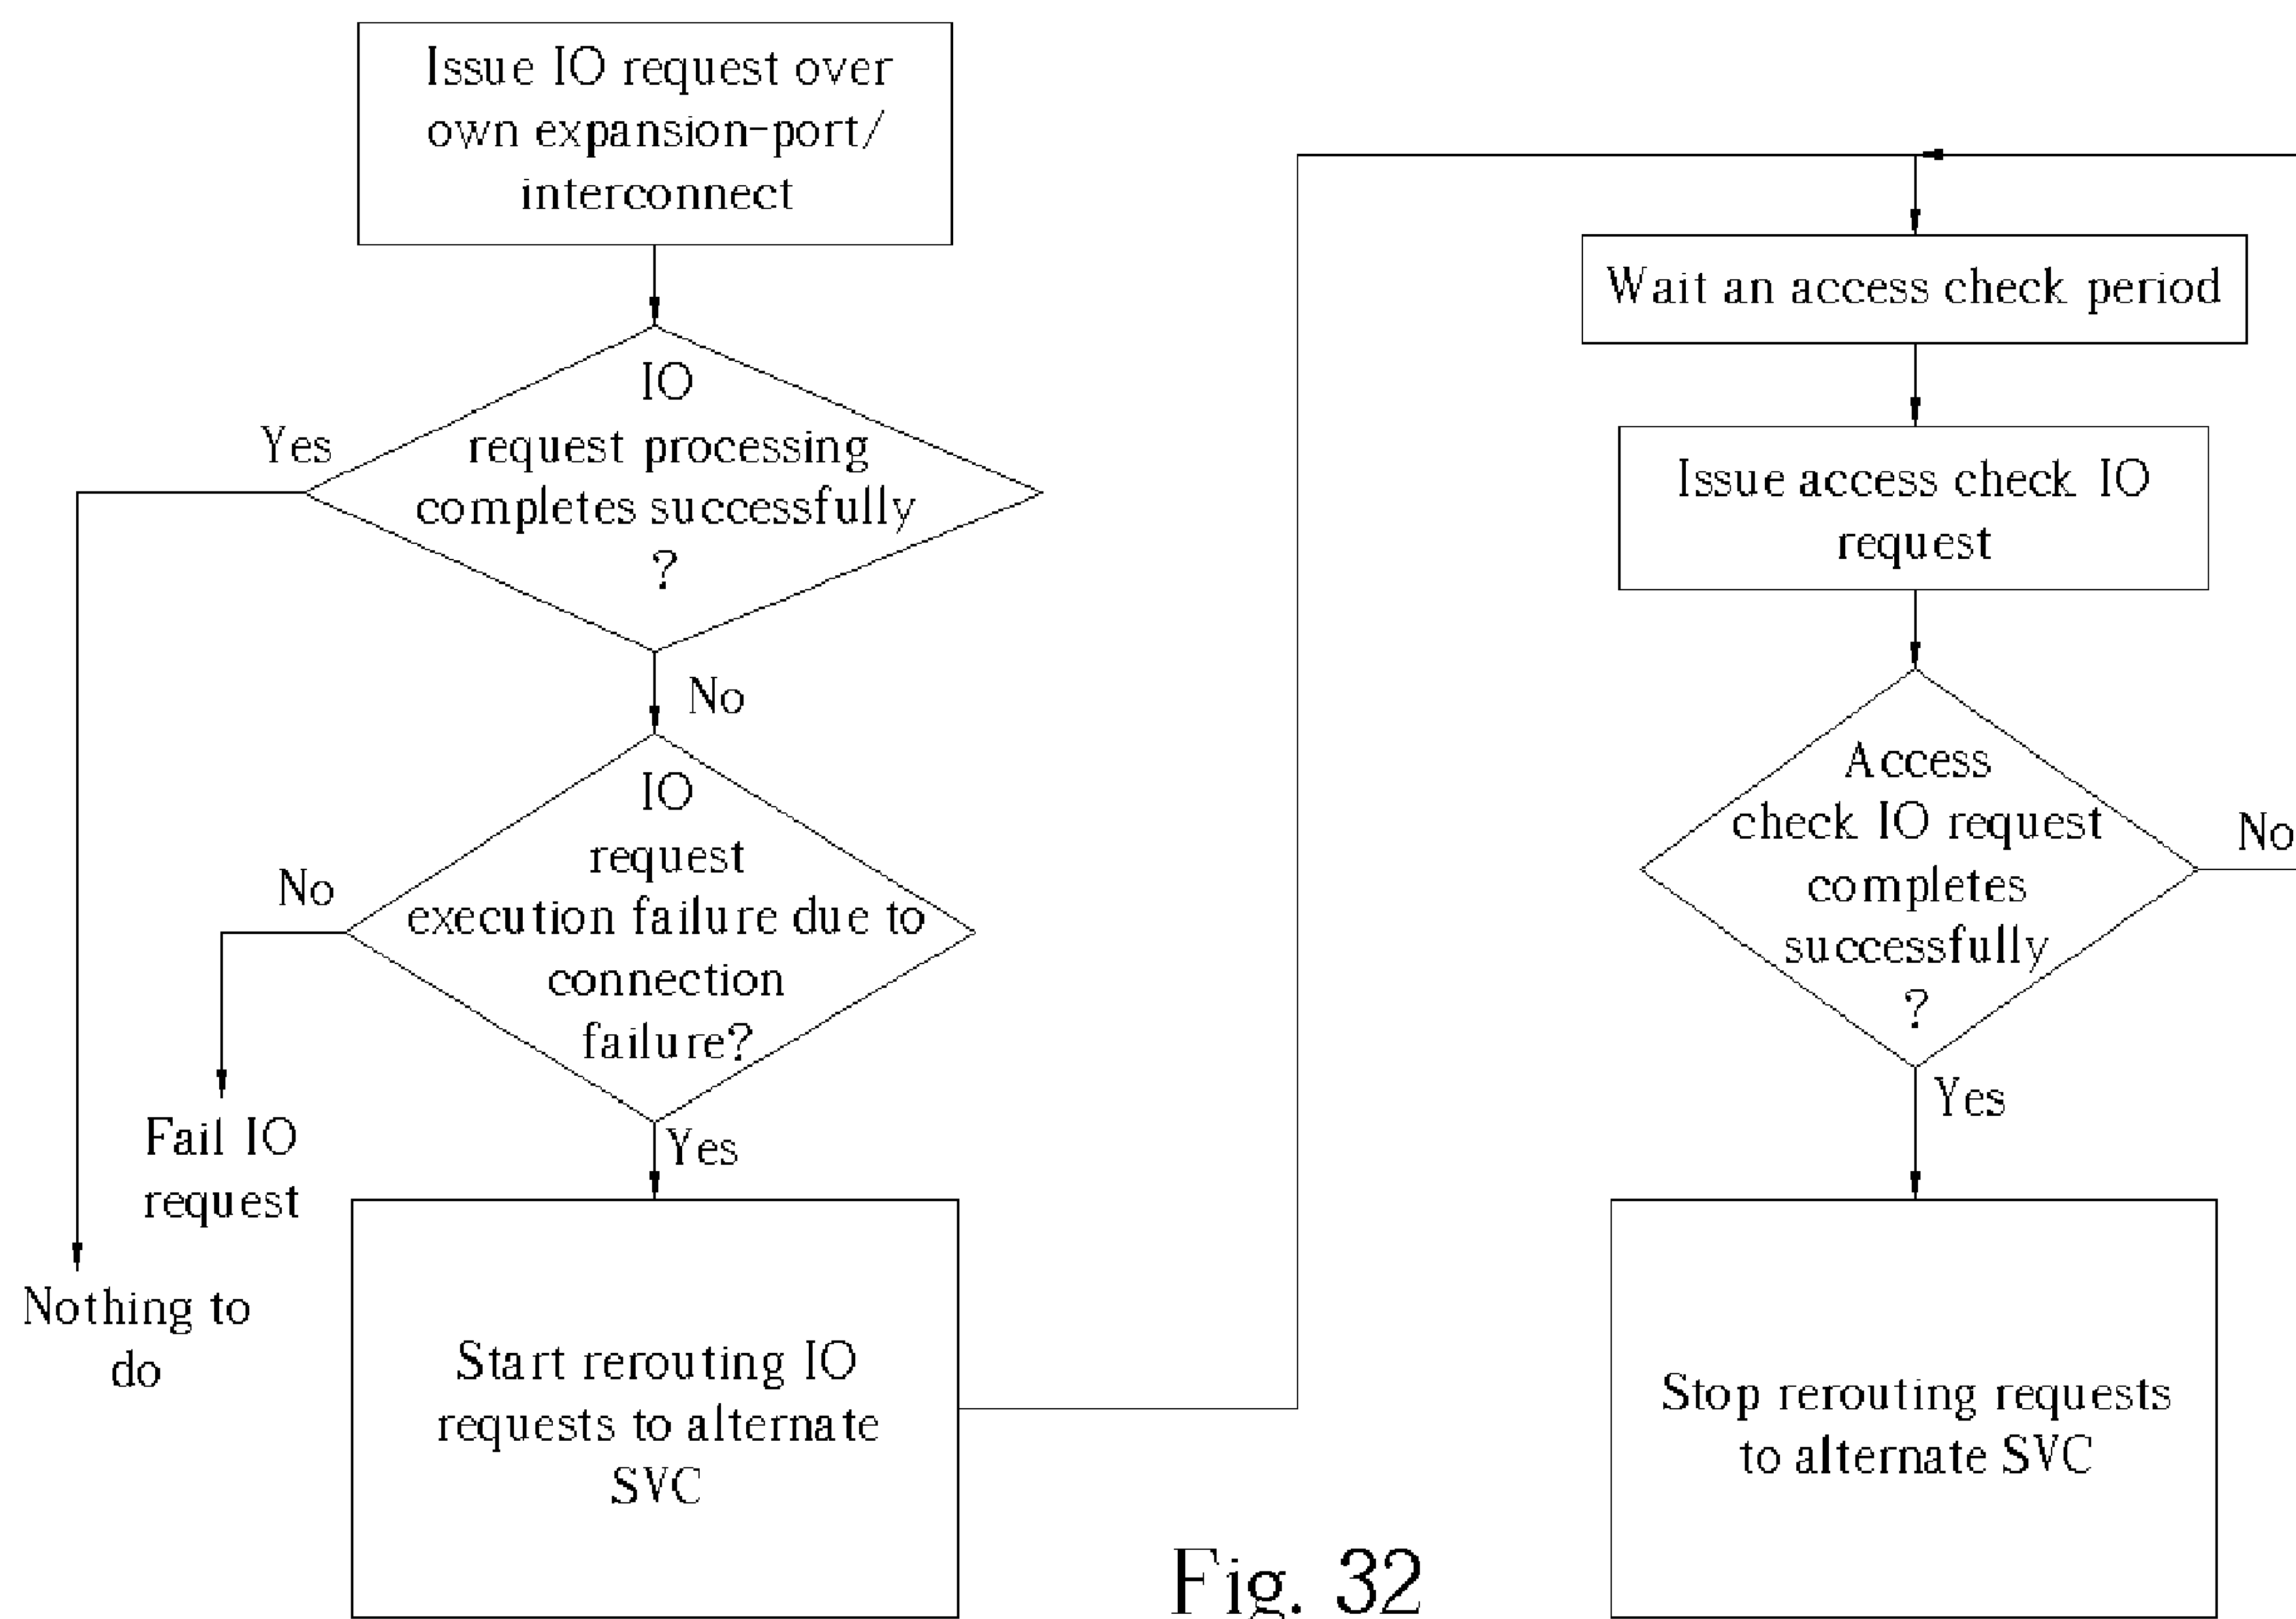 Issue IO request over
own expansion-port/
interconnect
IO
request processing
completes successfully
?
Yes
No
IO
request
execution failure due to
connection
failure?
No
Yes
Fail IO
request
Nothing to
do
Start rerouting IO
requests to alternate
SVC
Wait an access check period
Issue access check IO
request
Access
check IO request
completes
successfully
?
No
Yes
Stop rerouting requests
to alternate SVC
Fig. 32